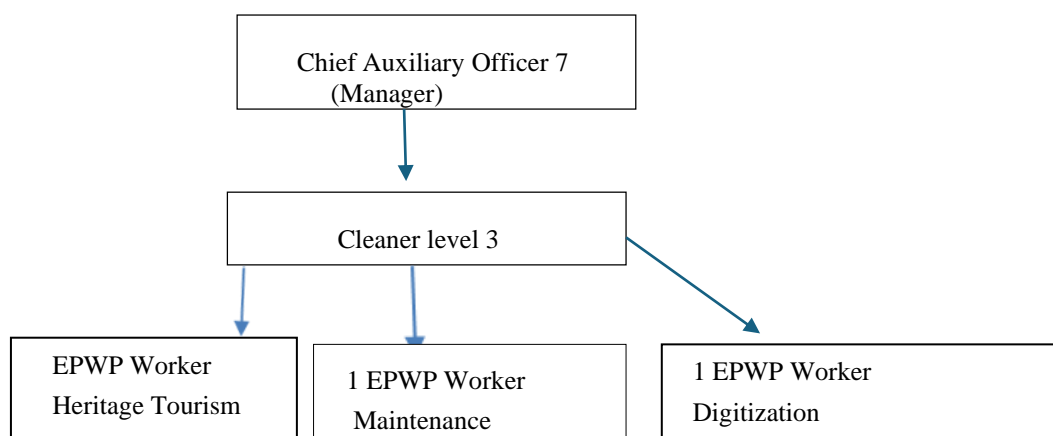 Chief Auxiliary Officer 7
(Manager)
Cleaner level 3
EPWP Worker
Heritage Tourism
1 EPWP Worker
Maintenance
1 EPWP Worker
Digitization